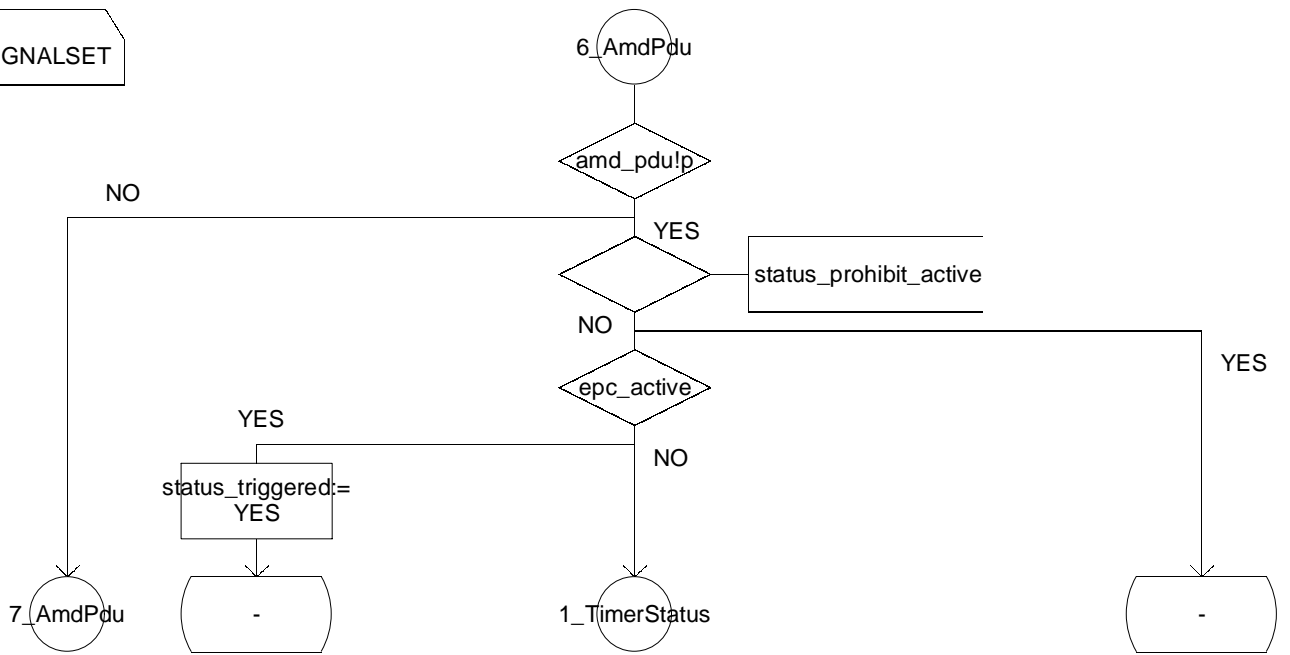 GNALSET
6_AmdPdu
amd_pdu!p
NO
YES
status_prohibit_active
NO
YES
epc_active
YES
NO
status_triggered:=
YES
7_AmdPdu
-
1_TimerStatus
-